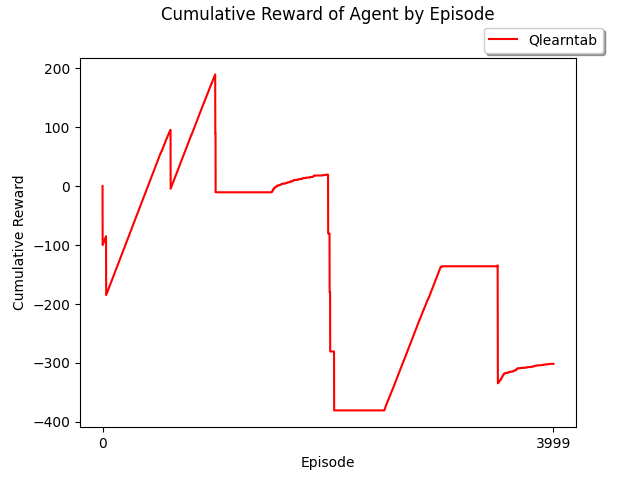 Cumulative Reward of Agent by Episode
Qlearntab
200
100
0
−100
−200
−300
−400
Cumulative Reward
0
3999
Episode